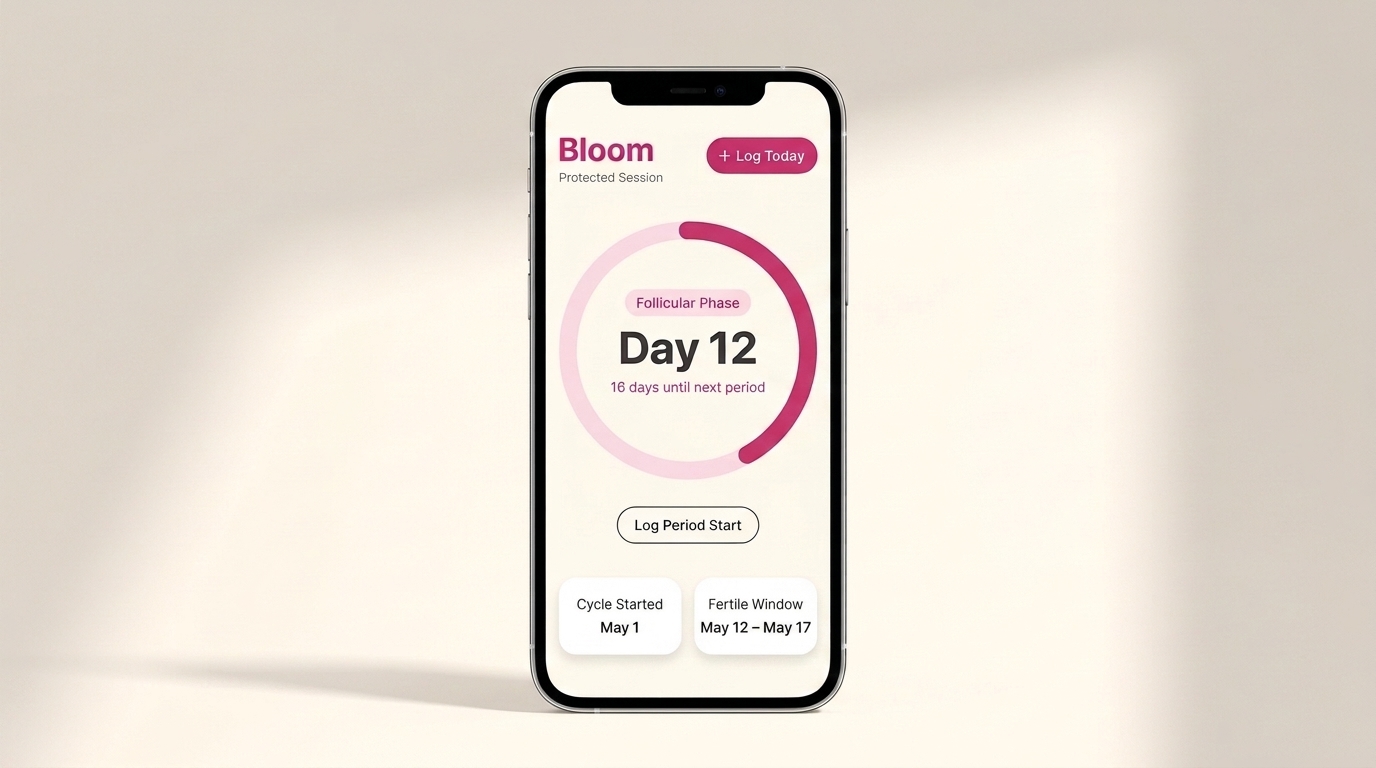 Bloom
+ Log Today
Protected Session
Follicular Phase
Day 12
16 days until next period
Log Period Start
Cycle Started
May 1
Fertile Window
May 12 – May 17